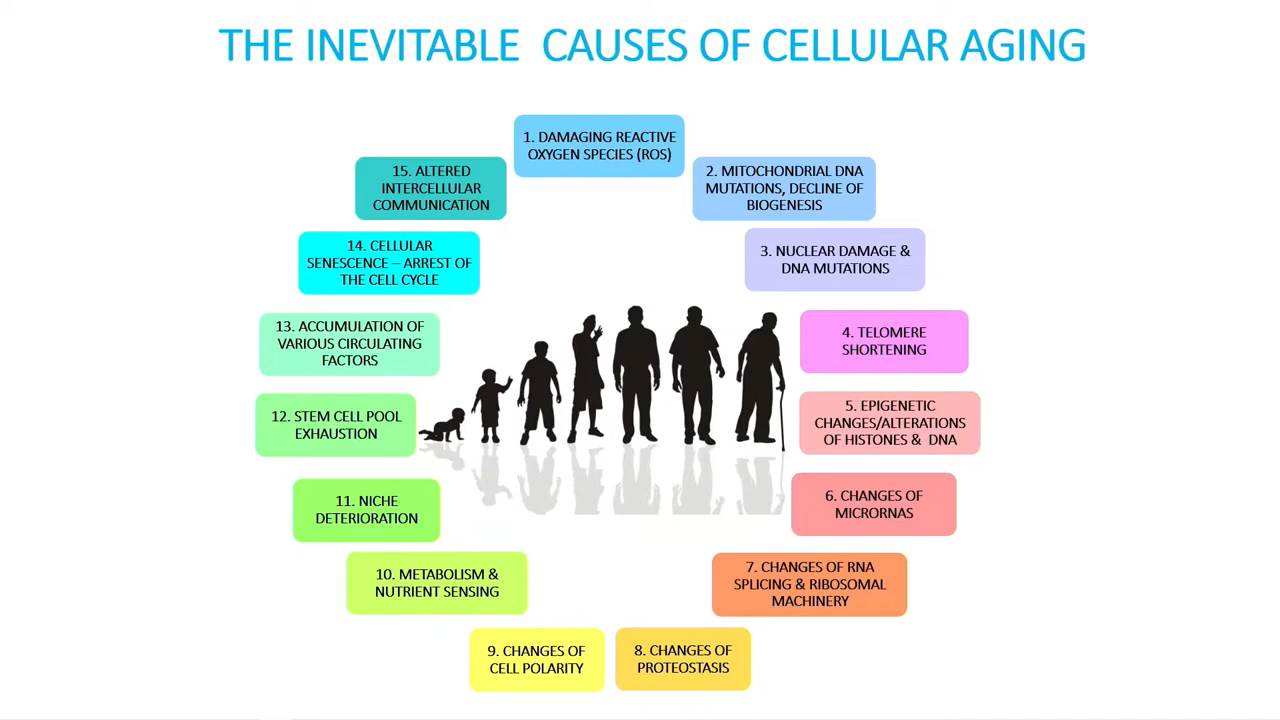 THE INEVITABLE CAUSES OF CELLULAR AGING
1. DAMAGING REACTIVE
OXYGEN SPECIES (ROS)
2. MITOCHONDRIAL DNA
MUTATIONS, DECLINE OF
BIOGENESIS
3. NUCLEAR DAMAGE &
DNA MUTATIONS
4. TELOMERE
SHORTENING
5. EPIGENETIC
CHANGES/ALTERATIONS
OF HISTONES & DNA
6. CHANGES OF
MICRORNAS
7. CHANGES OF RNA
SPLICING & RIBOSOMAL
MACHINERY
8. CHANGES OF
PROTEOSTASIS
9. CHANGES OF
CELL POLARITY
10. METABOLISM &
NUTRIENT SENSING
11. NICHE
DETERIORATION
12. STEM CELL POOL
EXHAUSTION
13. ACCUMULATION OF
VARIOUS CIRCULATING
FACTORS
14. CELLULAR
SENESCENCE – ARREST OF
THE CELL CYCLE
15. ALTERED
INTERCELLULAR
COMMUNICATION